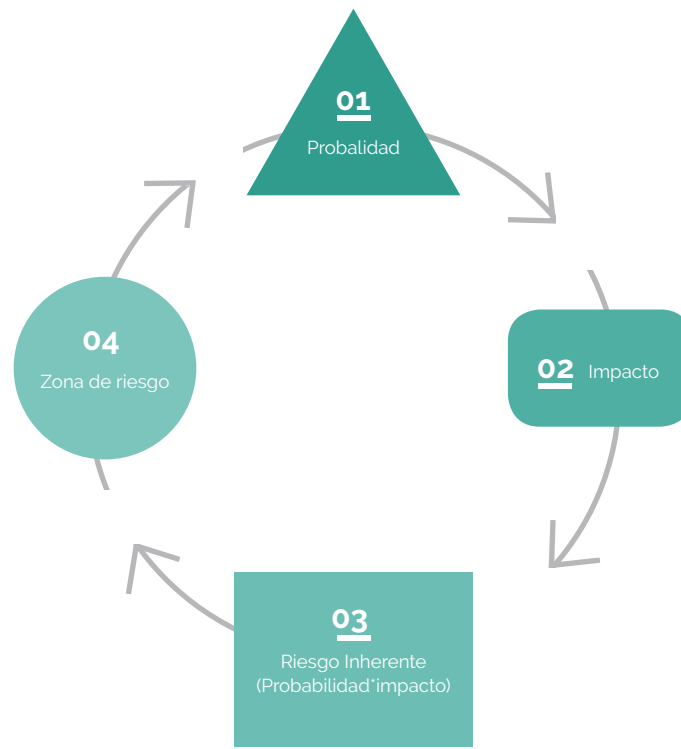 01
Probalidad
02 Impacto
03
Riesgo Inherente
(Probabilidad*impacto)
04
Zona de riesgo